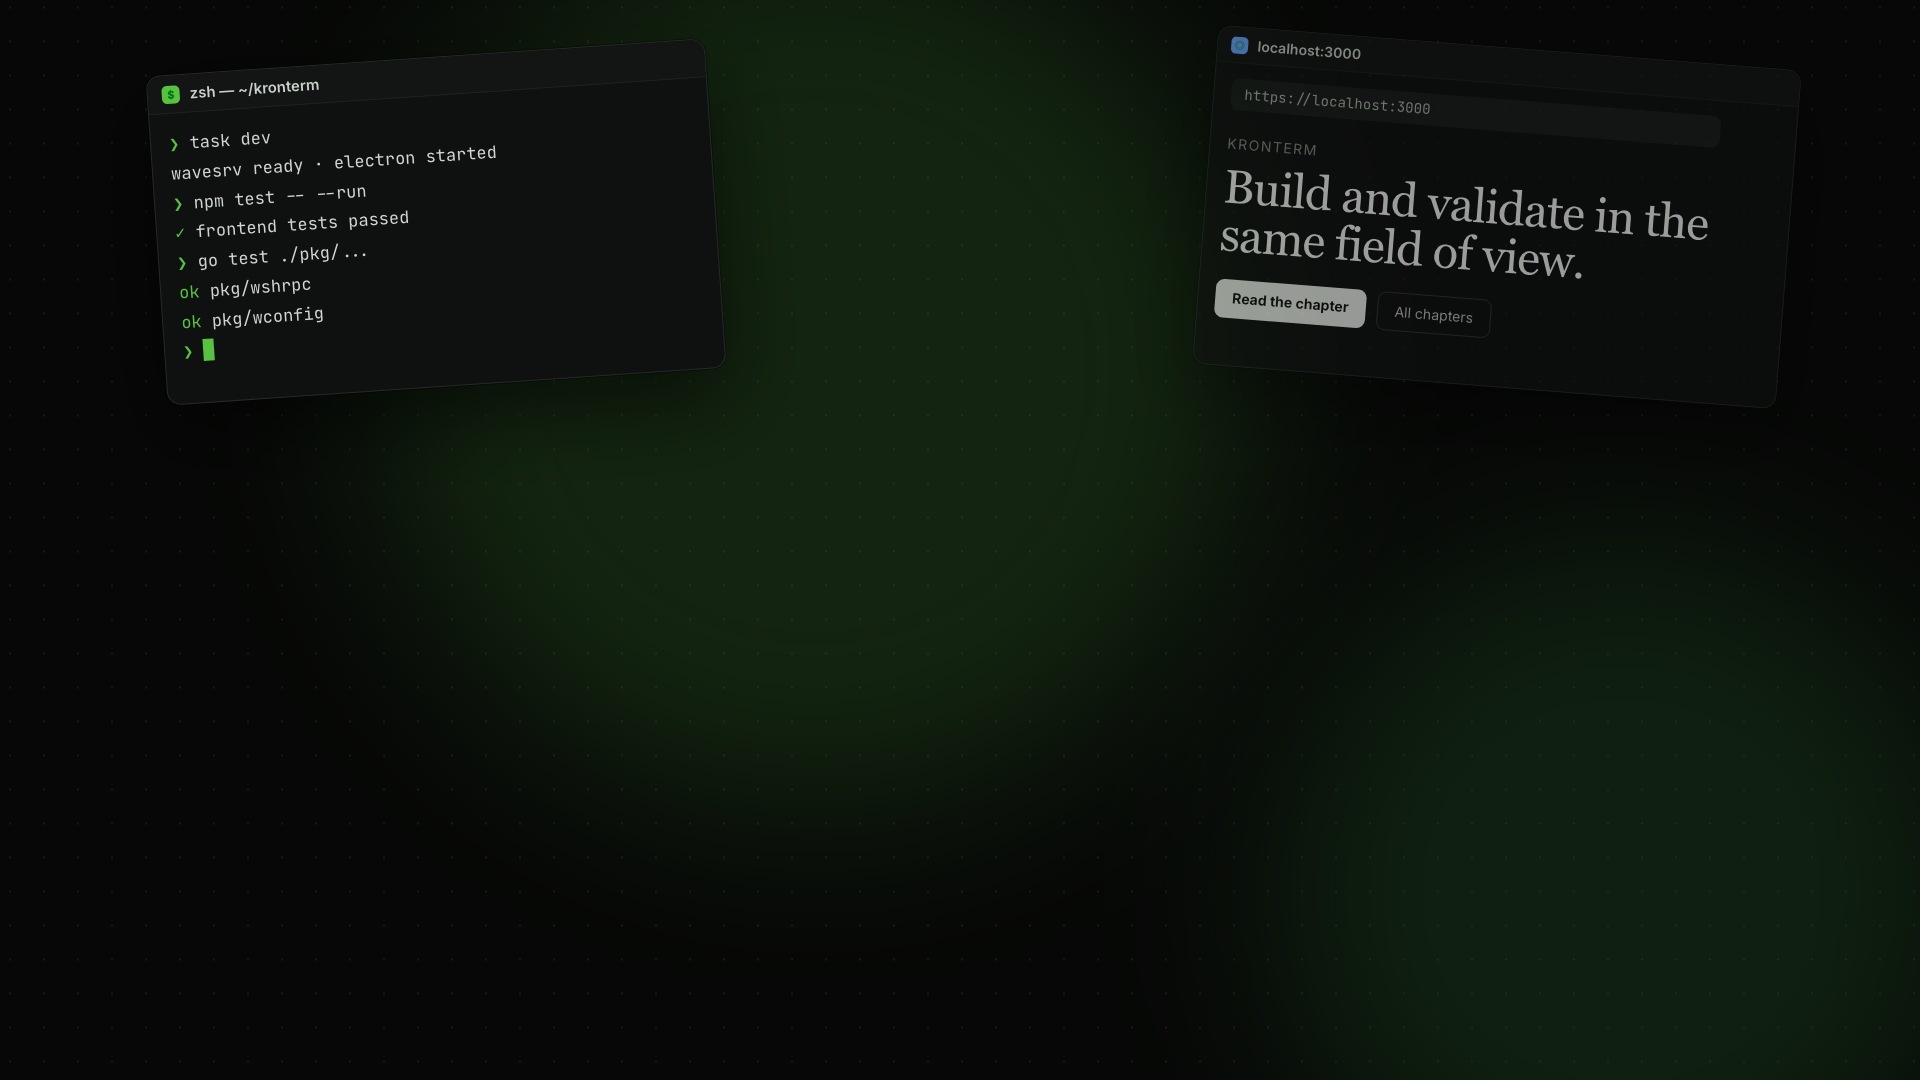 $ zsh — ~/kronterm
❯ task dev
wavesrv ready · electron started
❯ npm test -- --run
✓ frontend tests passed
❯ go test ./pkg/...
ok pkg/wshrpc
ok pkg/wconfig
❯
localhost:3000
https://localhost:3000
KRONTERM
Build and validate in the
same field of view.
Read the chapter
All chapters